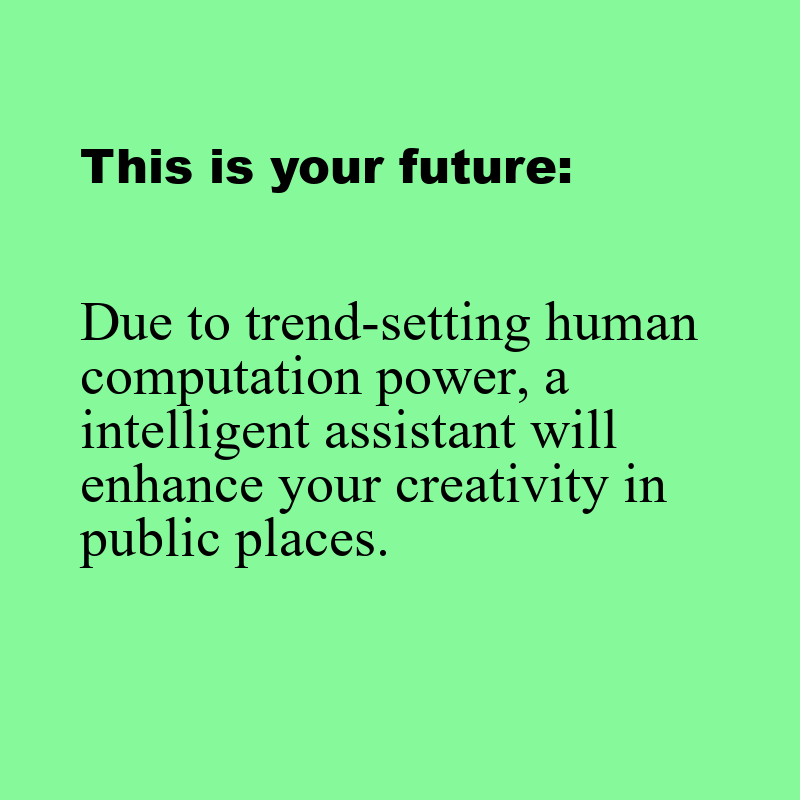 This is your future:
Due to trend-setting human
computation power, a
intelligent assistant will
enhance your creativity in
public places.